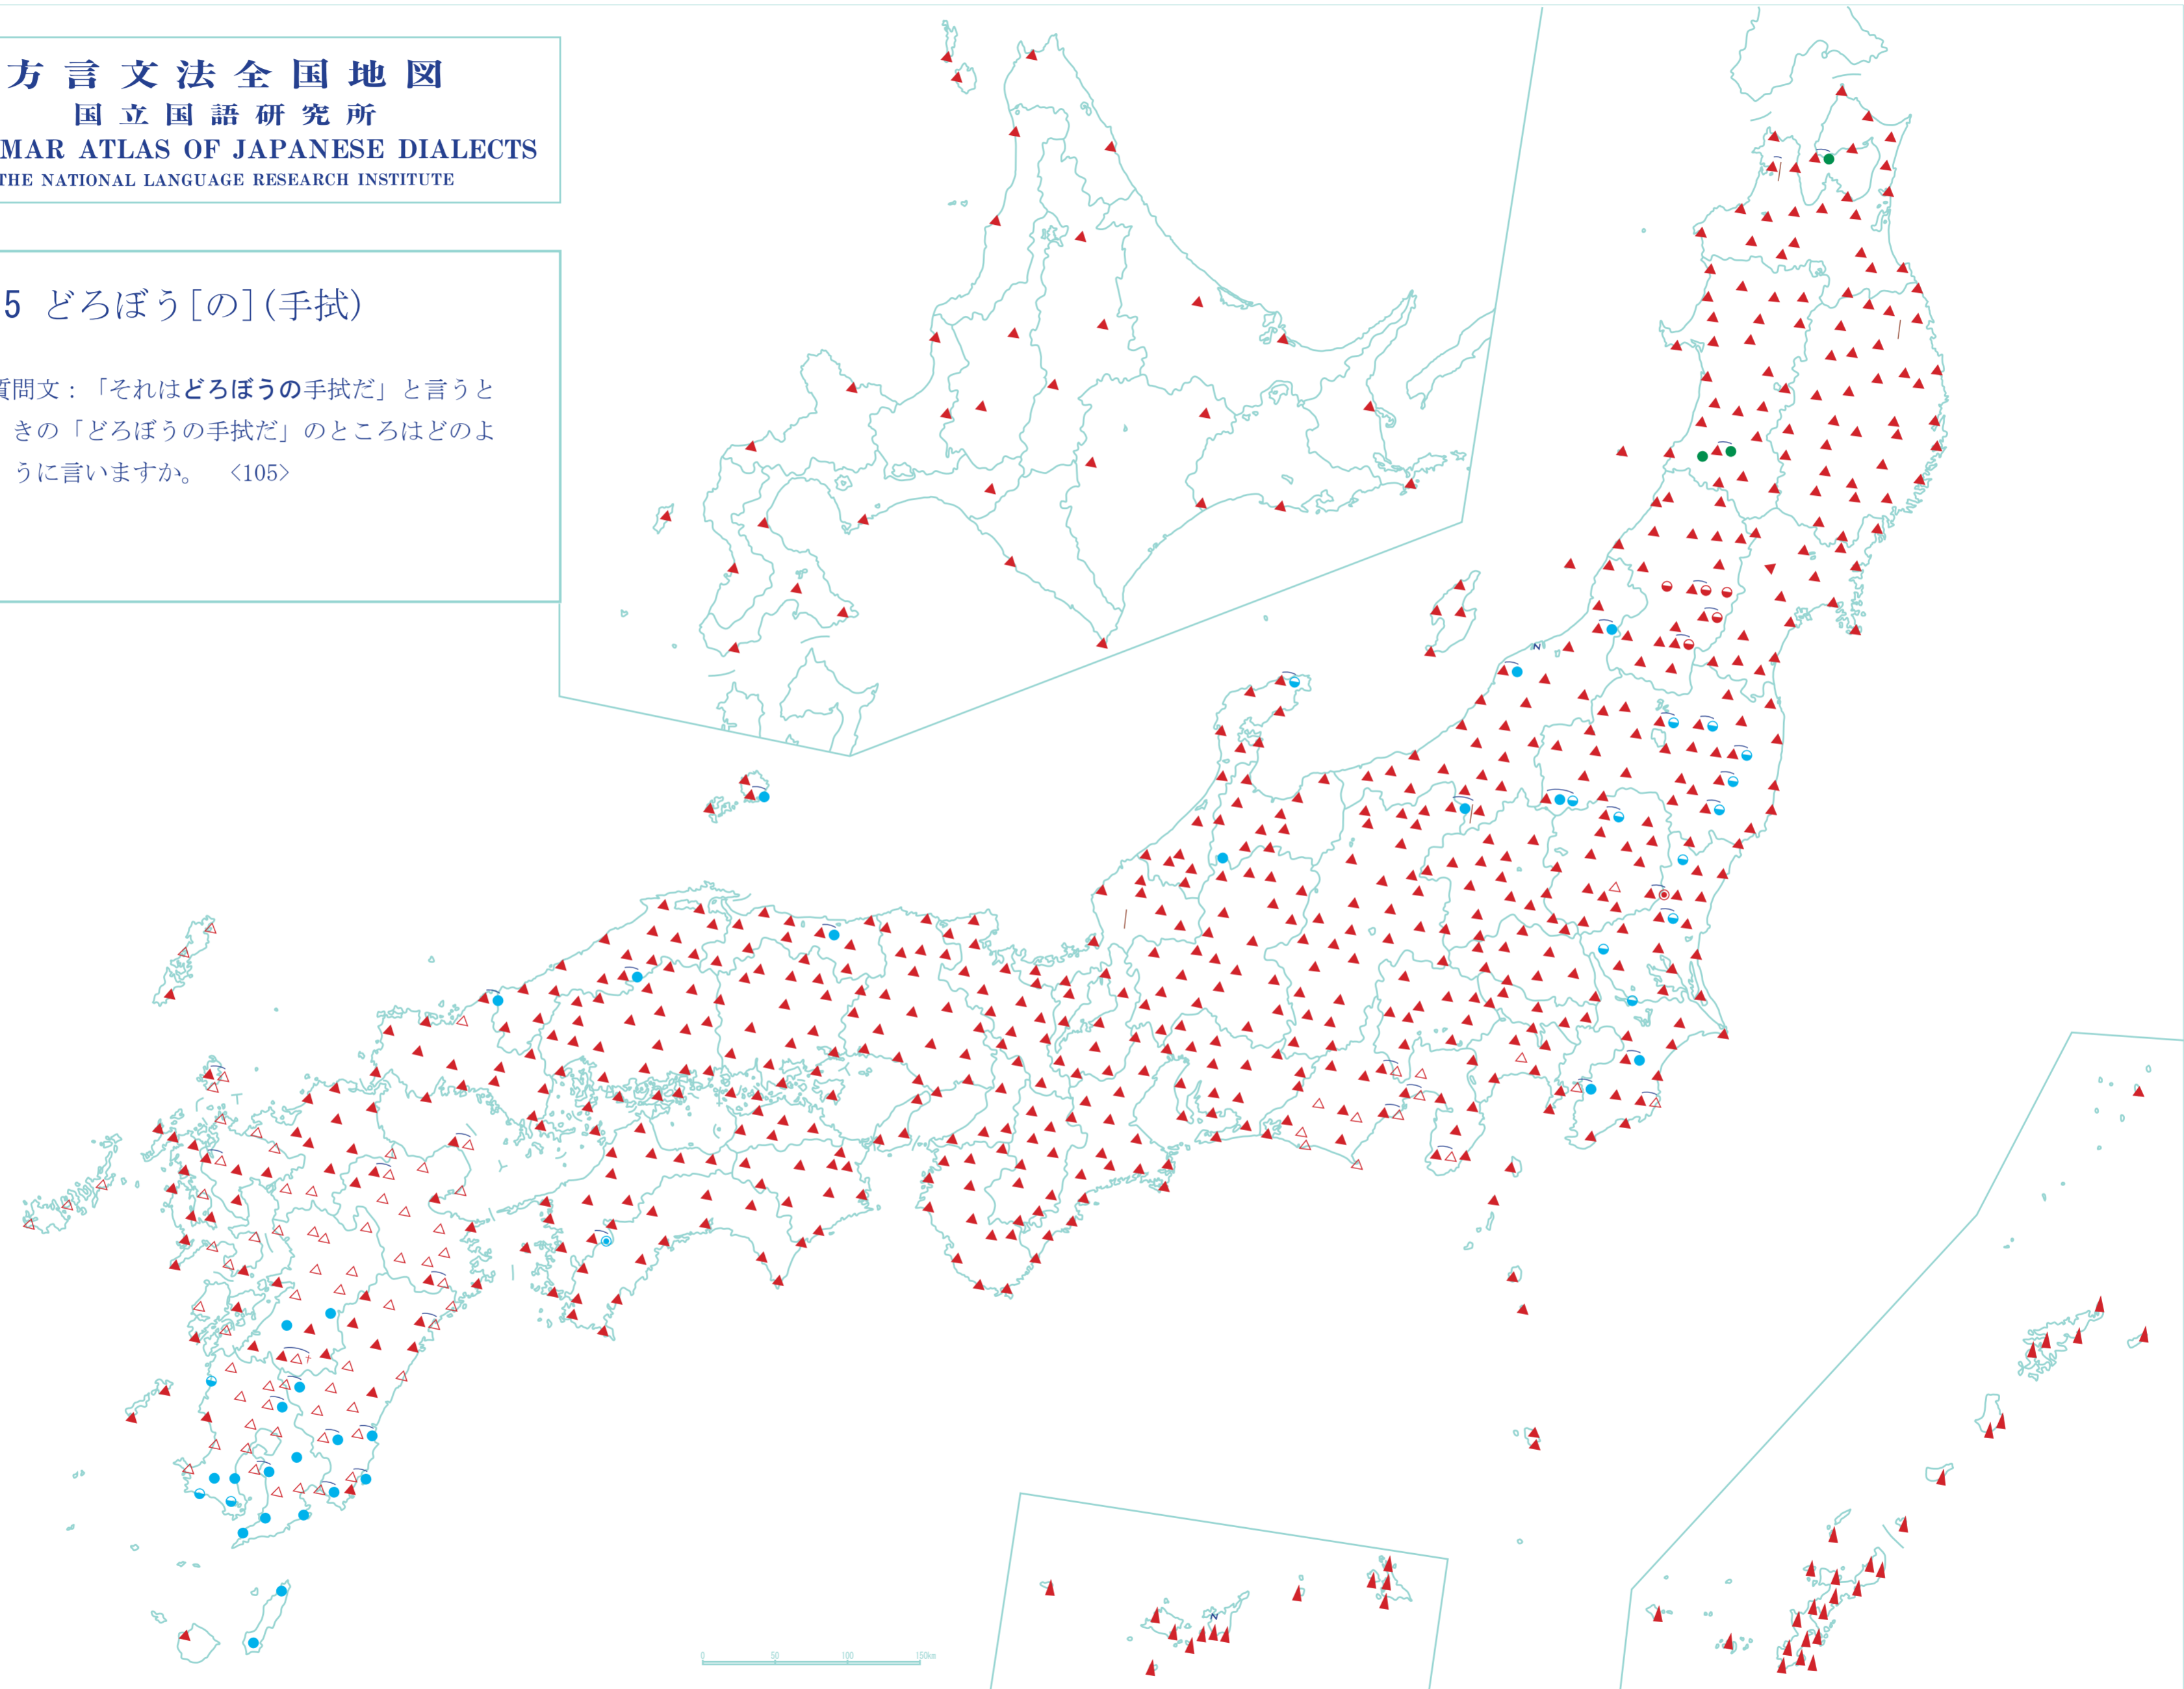 方言文法全国地図
国立国語研究所
MAR ATLAS OF JAPANESE DIALECTS
THE NATIONAL LANGUAGE RESEARCH INSTITUTE
5 どろぼう[の](手拭)
質問文：「それはどろぼうの手拭だ」と言うと
きの「どろぼうの手拭だ」のところはどのよ
うに言いますか。 <105>
N
N
0 50 100 150km